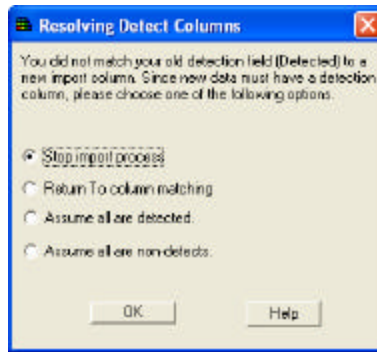 Resolving Detect Columns
You did not match your old detection field (Detected) to a
new import column. Since new data must have a detection
column, please choose one of the following options.
Stop import process
Return To column matching
Assume all are detected.
Assume all are non-detects.
OK
Help